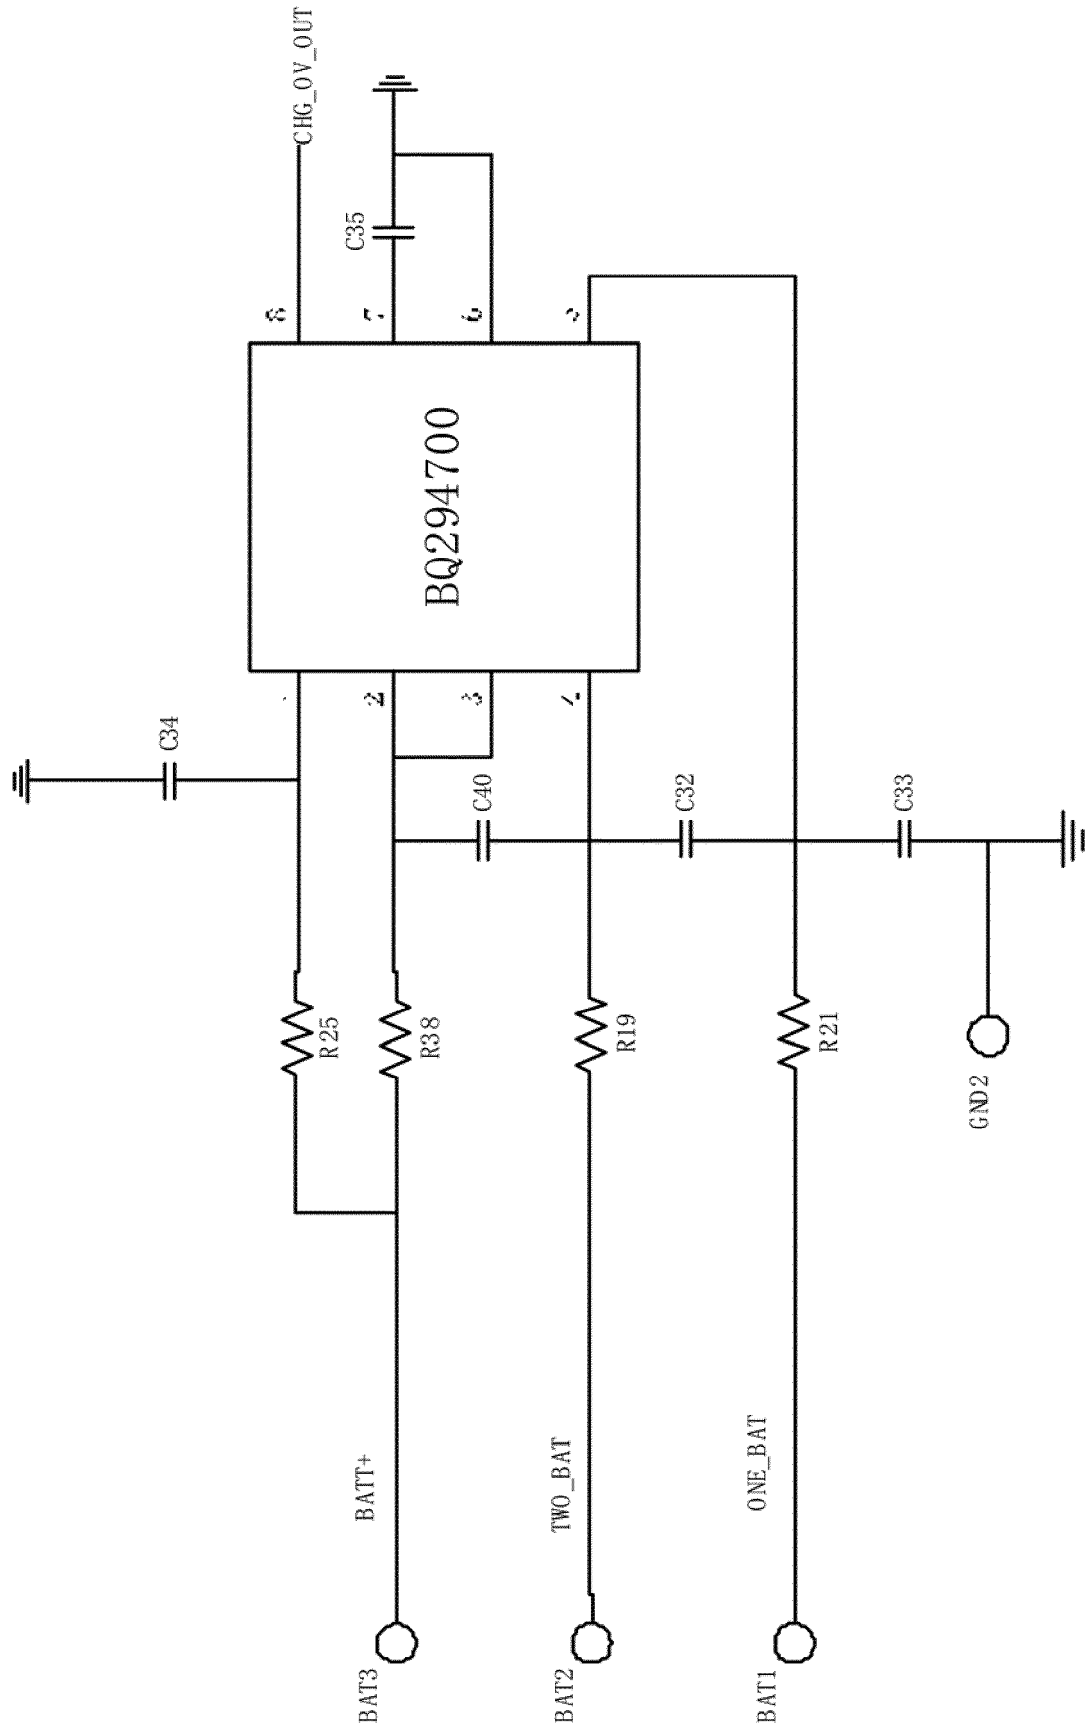 CHG_OV_OUT
C35
8
7
6
5
BQ294700
1
2
3
4
C34
C40
C32
C33
R25
R38
R19
R21
GND2
BATT+
TWO_BAT
ONE_BAT
BAT3
BAT2
BAT1